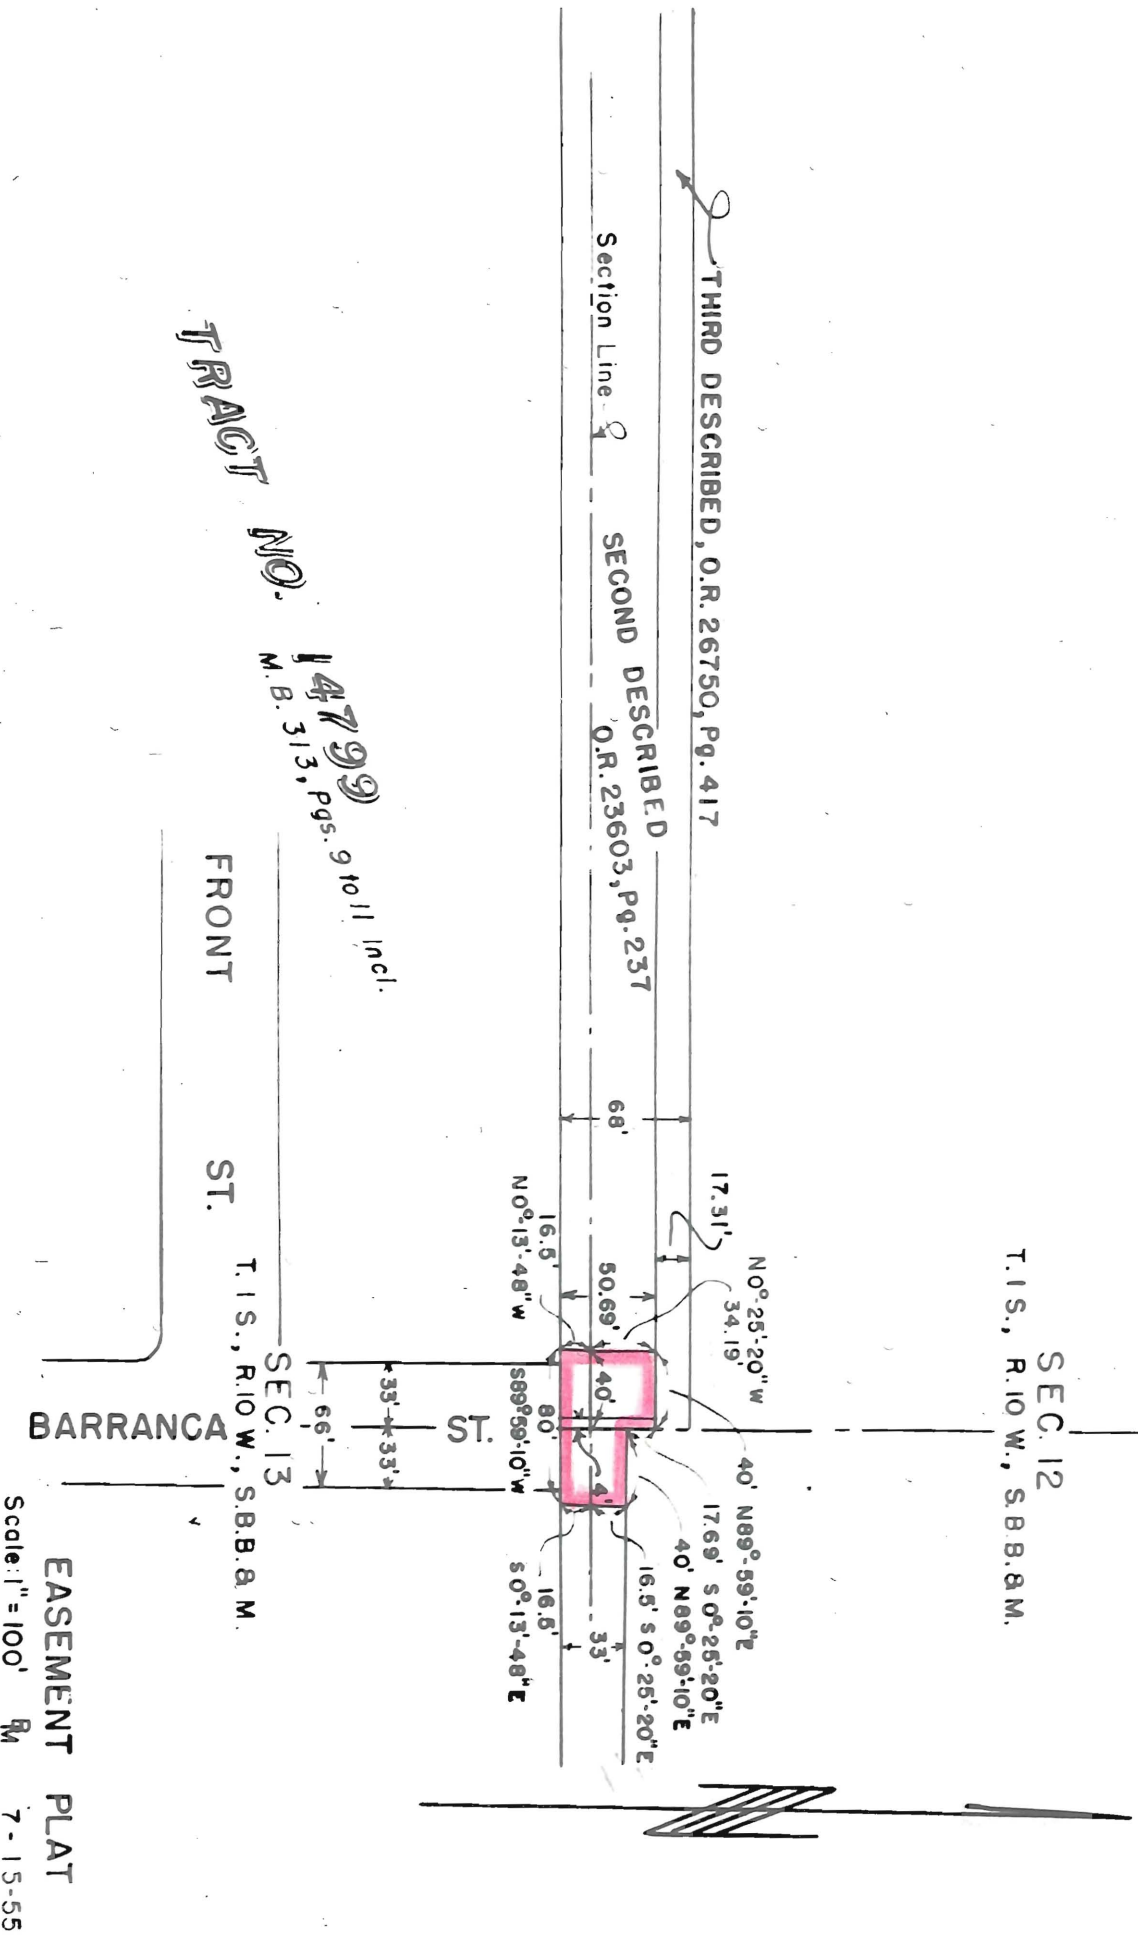 SEC. 12
T. 1 S., R. 10 W., S.B.B. & M.
THIRD DESCRIBED, O.R. 26750, Pg. 417
Section Line
SECOND DESCRIBED
O.R. 23603, Pg. 237
68'
17.31'
N0°-25'-20"W
34.19'
50.69'
16.5'
N0°-13'-48"W
40' N89°-59'-10"E
17.69' S0°-25'-20"E
40' N89°-59'-10"E
16.5' S0°-25'-20"E
40'
4'
80'
S89°-59'-10"W
33'
16.5'
S0°-13'-48"E
TRACT NO. 14799
M.B. 313, Pgs. 9 to 11 Incl.
33'
33'
66'
BARRANCA ST.
SEC. 13
T. 1 S., R. 10 W., S.B.B. & M.
FRONT ST.
EASEMENT PLAT
Scale: 1" = 100' BM 7-15-55